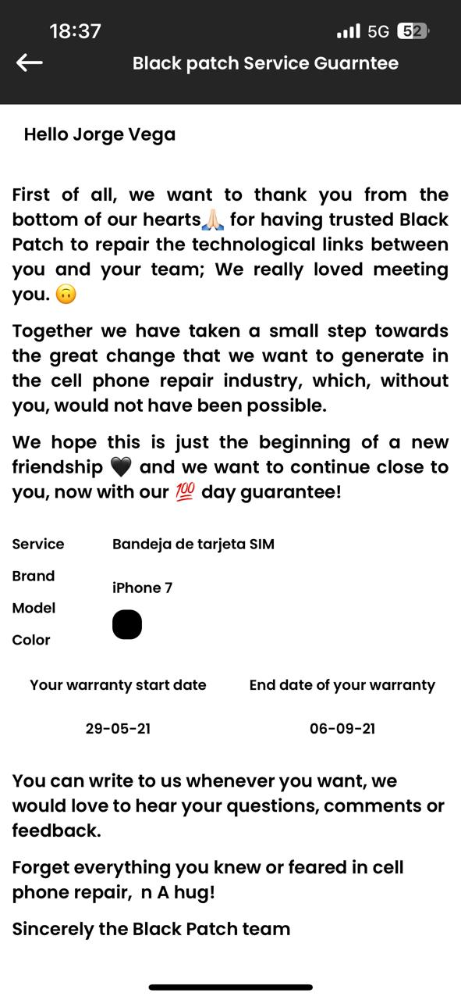 18:37
5G
52
Black patch Service Guarntee
Hello Jorge Vega
First of all, we want to thank you from the
bottom of our hearts🙏🏻 for having trusted Black
Patch to repair the technological links between
you and your team; We really loved meeting
you. 🙃
Together we have taken a small step towards
the great change that we want to generate in
the cell phone repair industry, which, without
you, would not have been possible.
We hope this is just the beginning of a new
friendship 🖤 and we want to continue close to
you, now with our 💯 day guarantee!
Service Bandeja de tarjeta SIM
Brand
iPhone 7
Model
Color
Your warranty start date End date of your warranty
29-05-21 06-09-21
You can write to us whenever you want, we
would love to hear your questions, comments or
feedback.
Forget everything you knew or feared in cell
phone repair,  n A hug!
Sincerely the Black Patch team